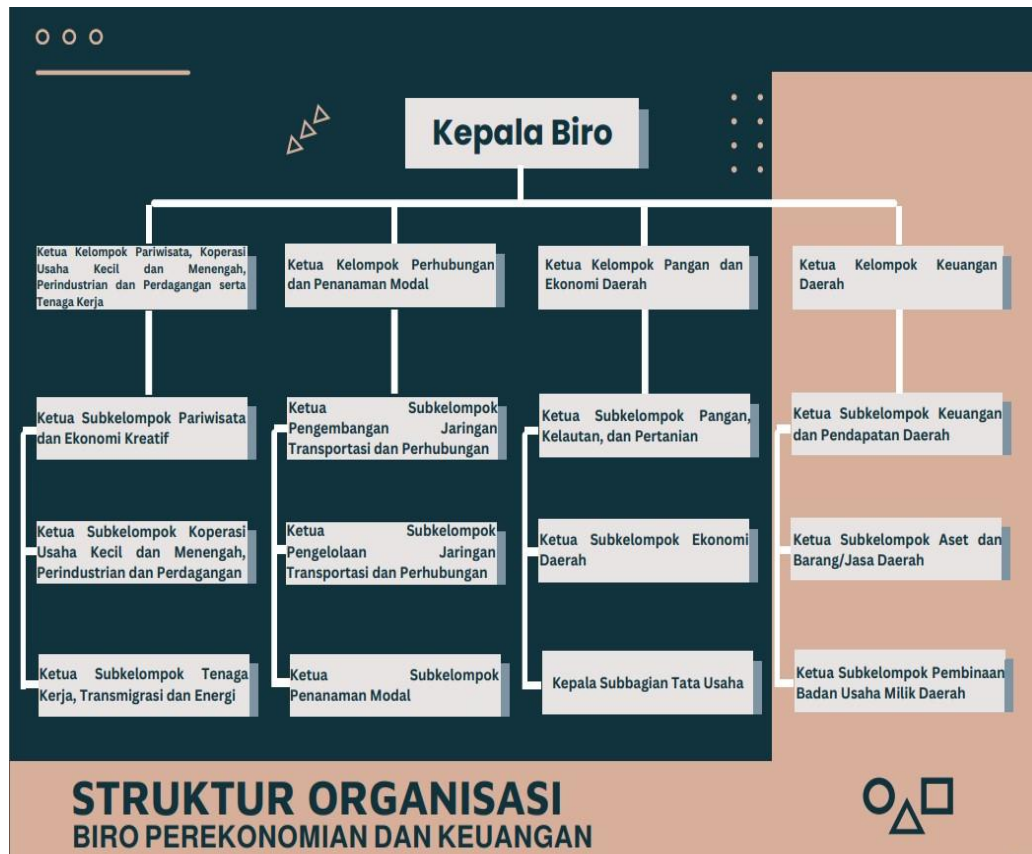 Kepala Biro
Ketua Kelompok Pariwisata, Koperasi
Usaha Kecil dan Menengah,
Perindustrian dan Perdagangan serta
Tenaga Kerja
Ketua Kelompok Perhubungan
dan Penanaman Modal
Ketua Kelompok Pangan dan
Ekonomi Daerah
Ketua Kelompok Keuangan
Daerah
Ketua Subkelompok Pariwisata
dan Ekonomi Kreatif
Ketua Subkelompok
Pengembangan Jaringan
Transportasi dan Perhubungan
Ketua Subkelompok Pangan,
Kelautan, dan Pertanian
Ketua Subkelompok Keuangan
dan Pendapatan Daerah
Ketua Subkelompok Koperasi
Usaha Kecil dan Menengah,
Perindustrian dan Perdagangan
Ketua Subkelompok
Pengelolaan Jaringan
Transportasi dan Perhubungan
Ketua Subkelompok Ekonomi
Daerah
Ketua Subkelompok Aset dan
Barang/Jasa Daerah
Ketua Subkelompok Tenaga
Kerja, Transmigrasi dan Energi
Ketua Subkelompok
Penanaman Modal
Kepala Subbagian Tata Usaha
Ketua Subkelompok Pembinaan
Badan Usaha Milik Daerah
STRUKTUR ORGANISASI
BIRO PEREKONOMIAN DAN KEUANGAN